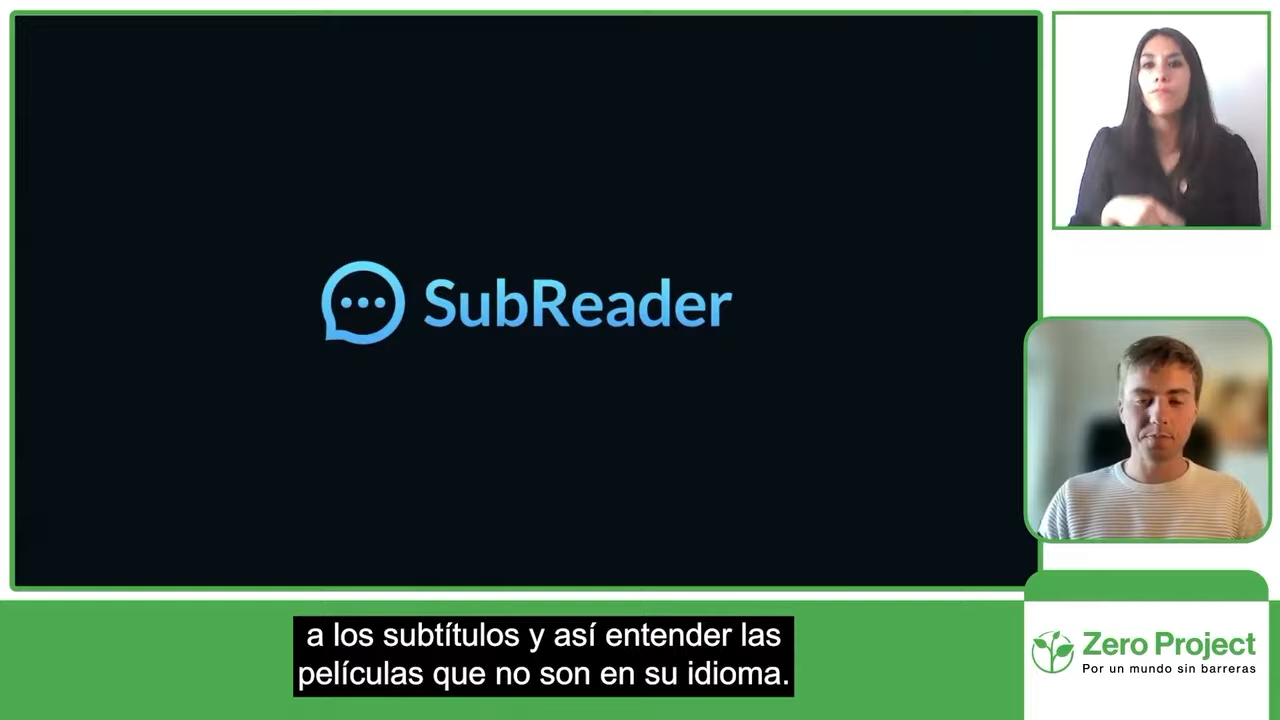 SubReader
a los subtítulos y así entender las
películas que no son en su idioma.
Zero Project
Por un mundo sin barreras